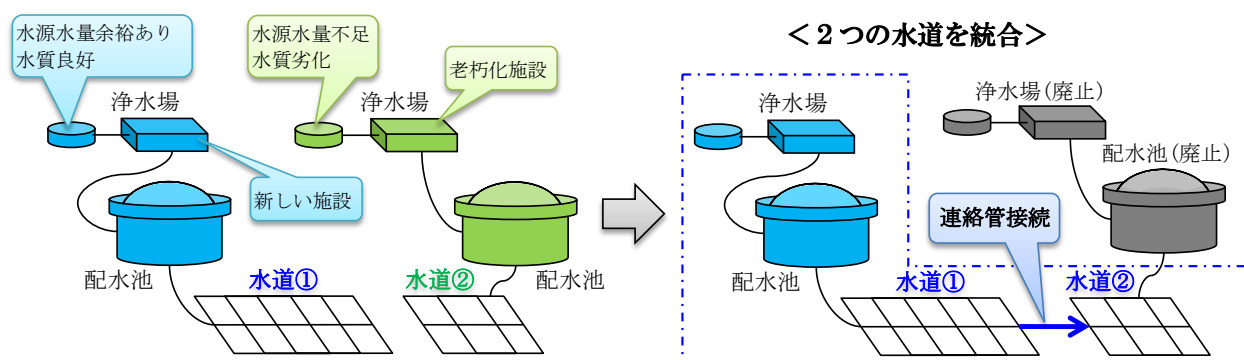 水源水量余裕あり
水質良好
水源水量不足
水質劣化
老朽化施設
浄水場
浄水場
新しい施設
配水池
水道①
水道②
配水池
＜２つの水道を統合＞
浄水場
浄水場(廃止)
配水池(廃止)
連絡管接続
配水池
水道①
水道②